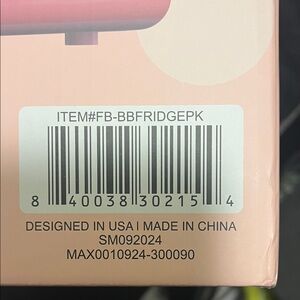 ITEM#FB-BBFRIDGEPK
8 40038 30215 4
DESIGNED IN USA | MADE IN CHINA
SM092024
MAX0010924-300090